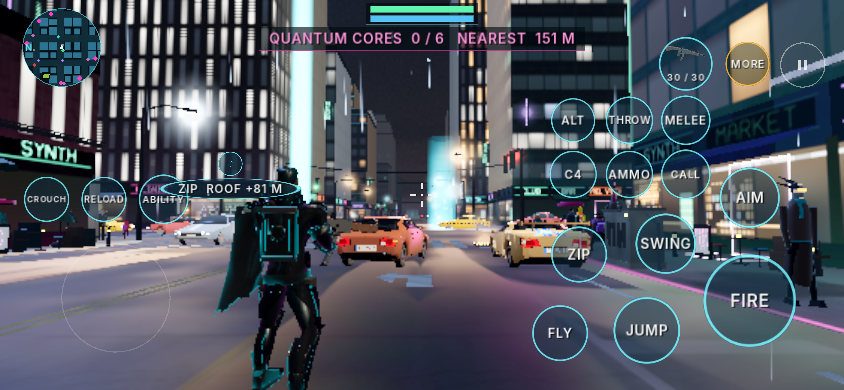 N
QUANTUM CORES 0 / 6 NEAREST 151 M
30 / 30
MORE
ALT
THROW
MELEE
SYNTH
MARKET
C4
AMMO
CALL
CROUCH
RELOAD
ABILITY
ZIP ROOF +81 M
AIM
ZIP
SWING
FIRE
FLY
JUMP